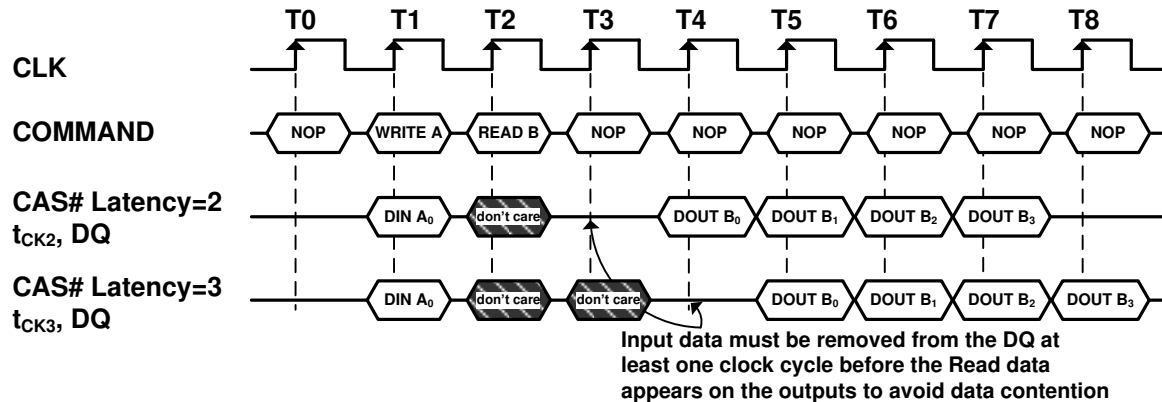 T0 T1 T2 T3 T4 T5 T6 T7 T8
CLK
COMMAND NOP WRITE A READ B NOP NOP NOP NOP NOP NOP
CAS# Latency=2
tCK2, DQ
DIN A0 don't care DOUT B0 DOUT B1 DOUT B2 DOUT B3
CAS# Latency=3
tCK3, DQ
DIN A0 don't care don't care DOUT B0 DOUT B1 DOUT B2 DOUT B3
Input data must be removed from the DQ at
least one clock cycle before the Read data
appears on the outputs to avoid data contention